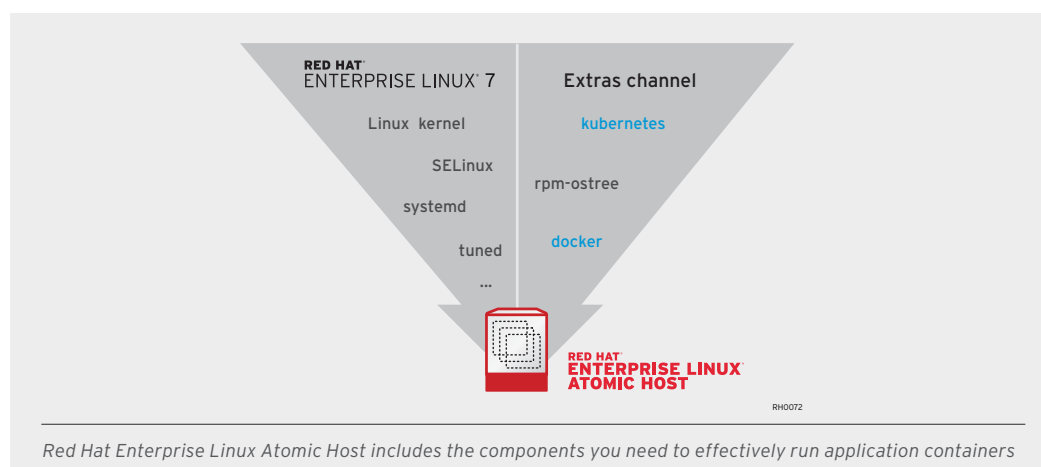 RED HAT®
ENTERPRISE LINUX® 7
Linux kernel
SELinux
systemd
tuned
...
Extras channel
kubernetes
rpm-ostree
docker
RED HAT®
ENTERPRISE LINUX®
ATOMIC HOST
RH0072
Red Hat Enterprise Linux Atomic Host includes the components you need to effectively run application containers